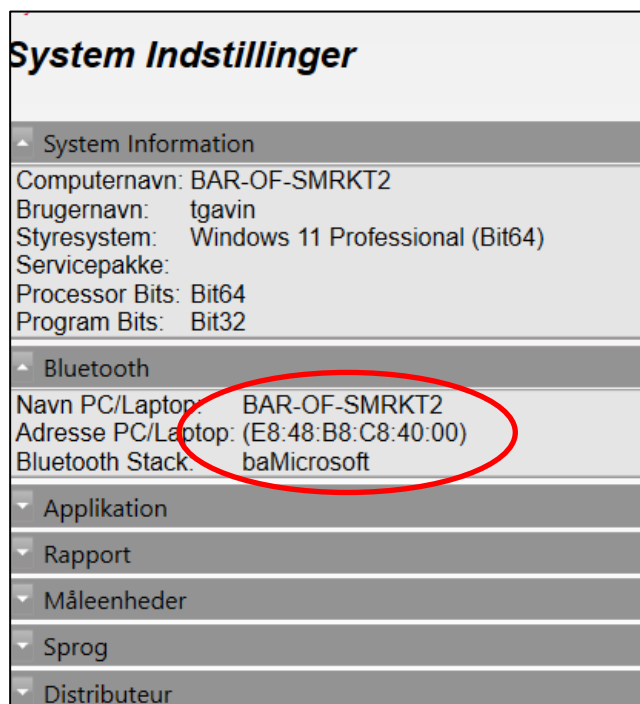 System Indstillinger
System Information
Computernavn: BAR-OF-SMRKT2
Brugernavn: tgavin
Styresystem: Windows 11 Professional (Bit64)
Servicepakke:
Processor Bits: Bit64
Program Bits: Bit32
Bluetooth
Navn PC/Laptop: BAR-OF-SMRKT2
Adresse PC/Laptop: (E8:48:B8:C8:40:00)
Bluetooth Stack: baMicrosoft
Applikation
Rapport
Måleenheder
Sprog
Distributeur